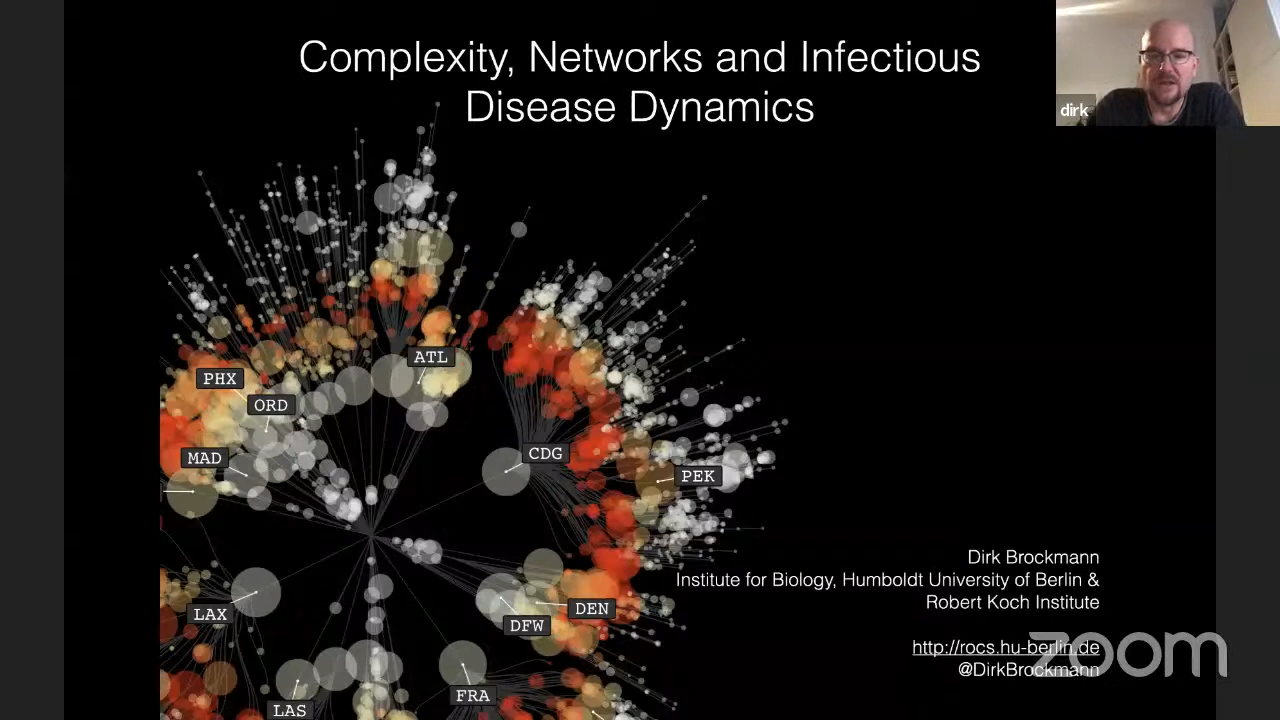 Complexity, Networks and Infectious
Disease Dynamics
dirk
ATL
PHX
ORD
MAD
CDG
PEK
LAX
DEN
DFW
FRA
LAS
Dirk Brockmann
Institute for Biology, Humboldt University of Berlin &
Robert Koch Institute
http://rocs.hu-berlin.de
@DirkBrockmann
zoom